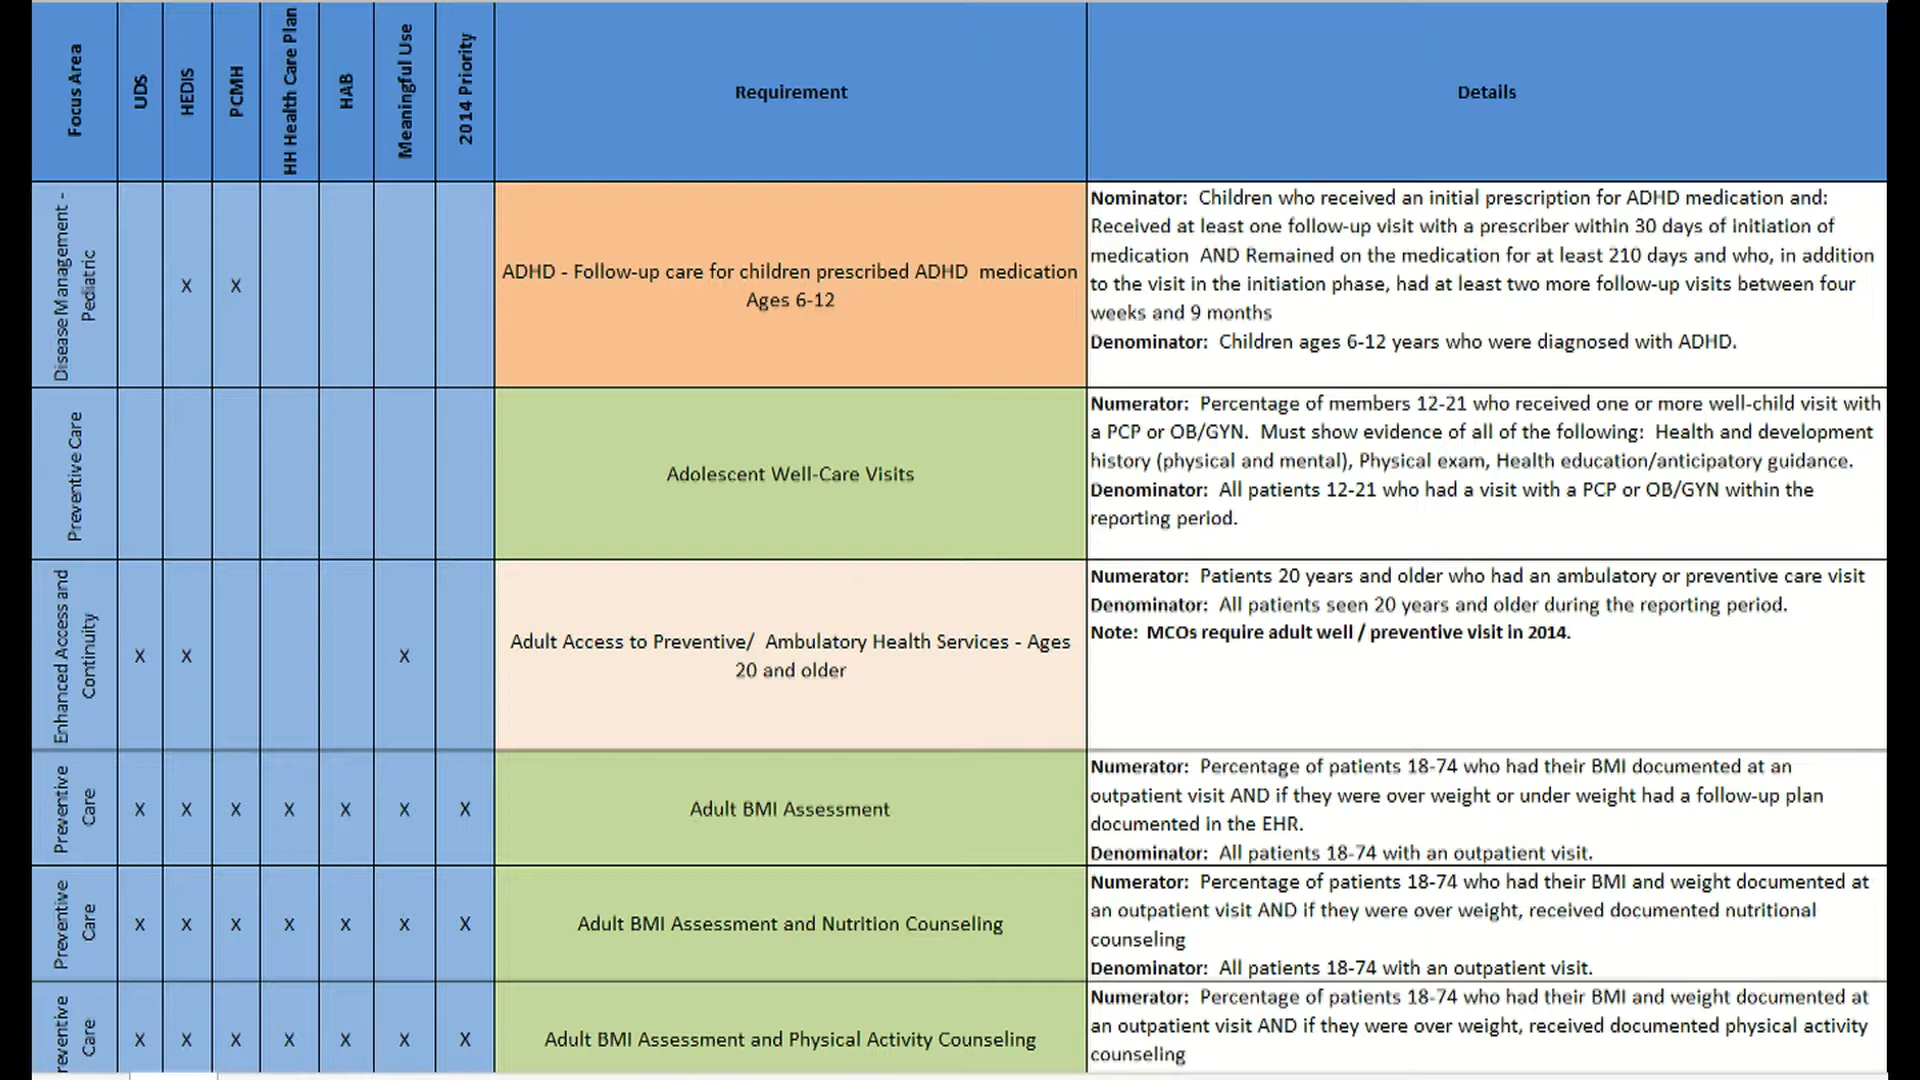 Focus Area
UDS
HEDIS
PCMH
HH Health Care Plan
HAB
Meaningful Use
2014 Priority
Requirement
Details
Disease Management -
Pediatric
X
X
ADHD - Follow-up care for children prescribed ADHD  medication
Ages 6-12
Nominator:  Children who received an initial prescription for ADHD medication and:
Received at least one follow-up visit with a prescriber within 30 days of initiation of
medication  AND Remained on the medication for at least 210 days and who, in addition
to the visit in the initiation phase, had at least two more follow-up visits between four
weeks and 9 months
Denominator:  Children ages 6-12 years who were diagnosed with ADHD.
Preventive Care
Adolescent Well-Care Visits
Numerator:  Percentage of members 12-21 who received one or more well-child visit with
a PCP or OB/GYN.  Must show evidence of all of the following:  Health and development
history (physical and mental), Physical exam, Health education/anticipatory guidance.
Denominator:  All patients 12-21 who had a visit with a PCP or OB/GYN within the
reporting period.
Enhanced Access and
Continuity
X
X
X
Adult Access to Preventive/  Ambulatory Health Services - Ages
20 and older
Numerator:  Patients 20 years and older who had an ambulatory or preventive care visit
Denominator:  All patients seen 20 years and older during the reporting period.
Note:  MCOs require adult well / preventive visit in 2014.
Preventive
Care
X
X
X
X
X
X
X
Adult BMI Assessment
Numerator:  Percentage of patients 18-74 who had their BMI documented at an
outpatient visit AND if they were over weight or under weight had a follow-up plan
documented in the EHR.
Denominator:  All patients 18-74 with an outpatient visit.
Preventive
Care
X
X
X
X
X
X
X
Adult BMI Assessment and Nutrition Counseling
Numerator:  Percentage of patients 18-74 who had their BMI and weight documented at
an outpatient visit AND if they were over weight, received documented nutritional
counseling
Denominator:  All patients 18-74 with an outpatient visit.
reventive
Care
X
X
X
X
X
X
X
Adult BMI Assessment and Physical Activity Counseling
Numerator:  Percentage of patients 18-74 who had their BMI and weight documented at
an outpatient visit AND if they were over weight, received documented physical activity
counseling